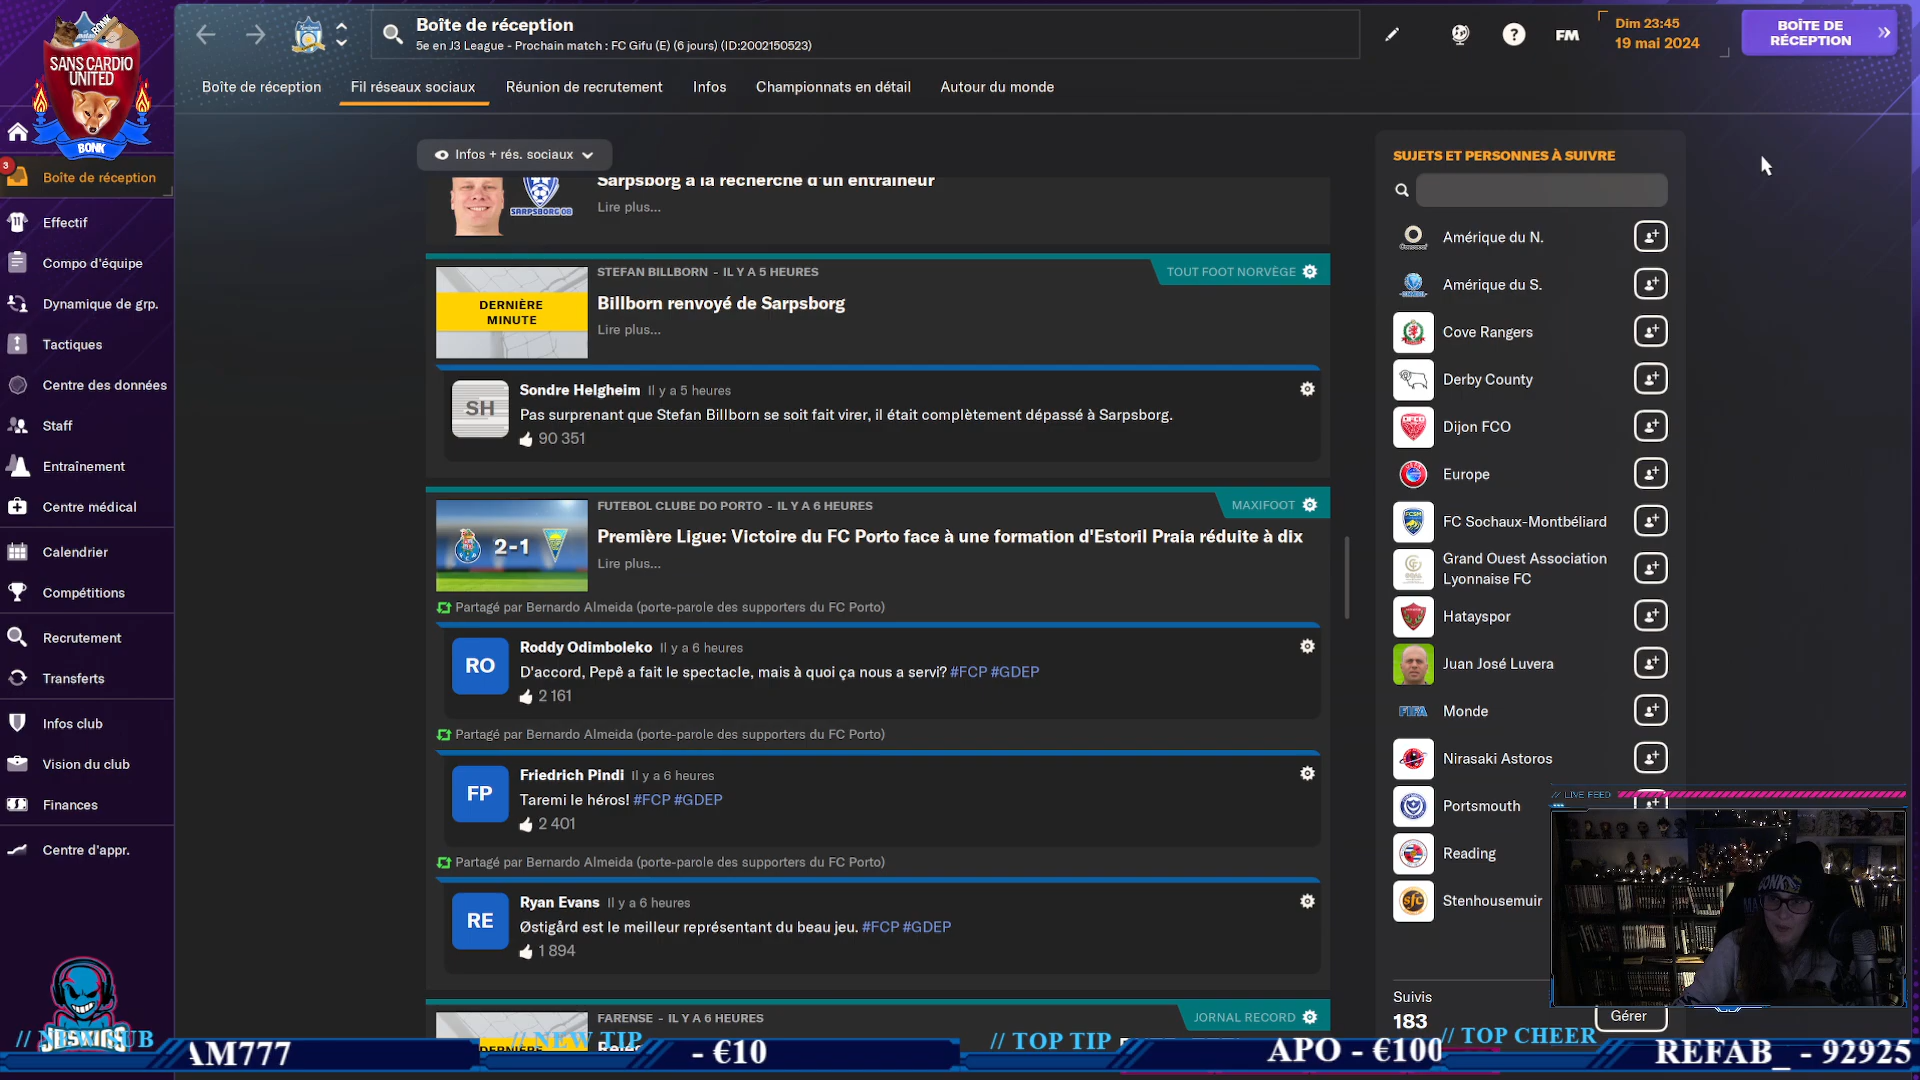 SANS CARDIO
UNITED
BONK
Boîte de réception
5e en J3 League - Prochain match : FC Gifu (E) (6 jours) (ID:2002150523)
FM
Dim 23:45
19 mai 2024
BOÎTE DE
RÉCEPTION
Boîte de réception
Fil réseaux sociaux
Réunion de recrutement
Infos
Championnats en détail
Autour du monde
3
Boîte de réception
Effectif
Compo d'équipe
Dynamique de grp.
Tactiques
Centre des données
Staff
Entraînement
Centre médical
Calendrier
Compétitions
Recrutement
Transferts
Infos club
Vision du club
Finances
Centre d'appr.
Infos + rés. sociaux
Sarpsborg à la recherche d'un entraîneur
SARPSBORG 08
Lire plus...
STEFAN BILLBORN - IL Y A 5 HEURES
TOUT FOOT NORVÈGE
DERNIÈRE
MINUTE
Billborn renvoyé de Sarpsborg
Lire plus...
SH
Sondre Helgheim Il y a 5 heures
Pas surprenant que Stefan Billborn se soit fait virer, il était complètement dépassé à Sarpsborg.
90 351
FUTEBOL CLUBE DO PORTO - IL Y A 6 HEURES
MAXIFOOT
2-1
Première Ligue: Victoire du FC Porto face à une formation d'Estoril Praia réduite à dix
Lire plus...
Partagé par Bernardo Almeida (porte-parole des supporters du FC Porto)
RO
Roddy Odimboleko Il y a 6 heures
D'accord, Pepê a fait le spectacle, mais à quoi ça nous a servi? #FCP #GDEP
2 161
Partagé par Bernardo Almeida (porte-parole des supporters du FC Porto)
FP
Friedrich Pindi Il y a 6 heures
Taremi le héros! #FCP #GDEP
2 401
Partagé par Bernardo Almeida (porte-parole des supporters du FC Porto)
RE
Ryan Evans Il y a 6 heures
Østigård est le meilleur représentant du beau jeu. #FCP #GDEP
1 894
FARENSE - IL Y A 6 HEURES
JORNAL RECORD
SUJETS ET PERSONNES À SUIVRE
Amérique du N.
Amérique du S.
Cove Rangers
Derby County
Dijon FCO
Europe
FC Sochaux-Montbéliard
Grand Ouest Association
Lyonnaise FC
Hatayspor
Juan José Luvera
FIFA
Monde
Nirasaki Astoros
Portsmouth
Reading
Stenhousemuir
// LIVE FEED
Suivis
183
Gérer
// NEW SUB
AM777
// NEW TIP
- €10
// TOP TIP
APO - €100
// TOP CHEER
REFAB_ - 92925